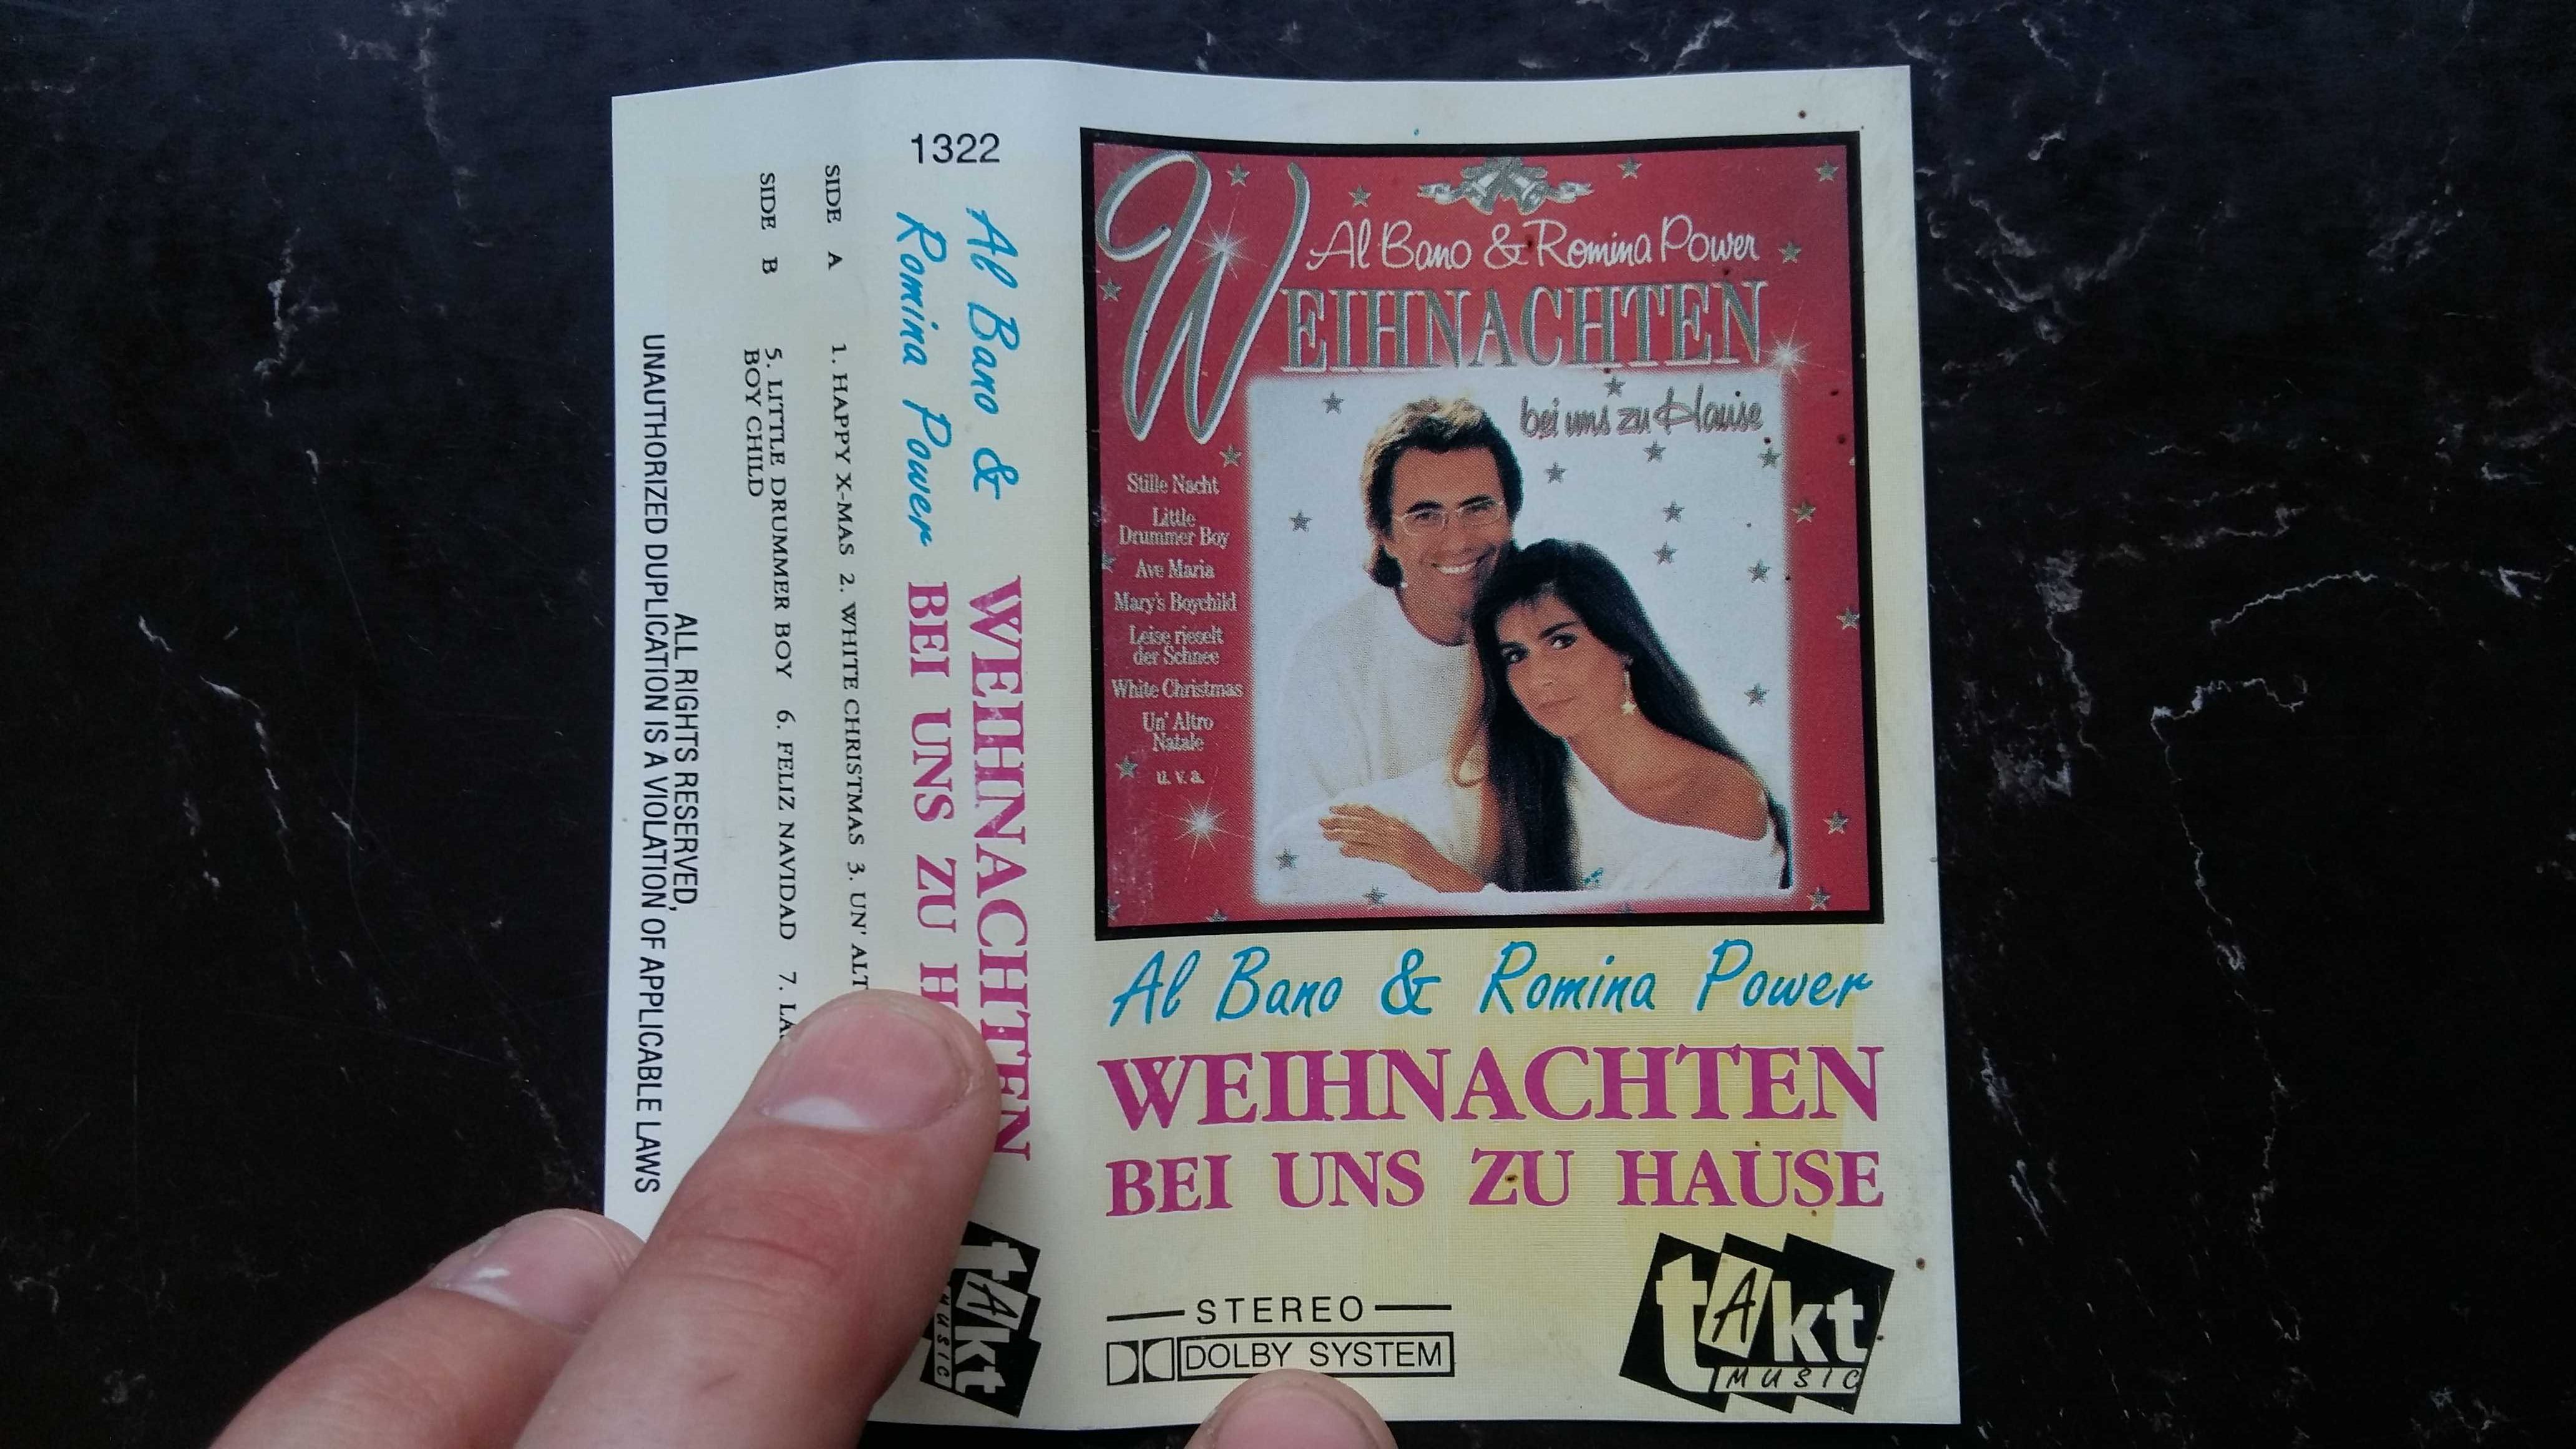 UNAUTHORIZED DUPLICATION IS A VIOLATION OF APPLICABLE LAWS
ALL RIGHTS RESERVED,
SIDE B 5. LITTLE DRUMMER BOY 6. FELIZ NAVIDAD 7. LA
BOY CHILD
SIDE A 1. HAPPY X-MAS 2. WHITE CHRISTMAS 3. UN' ALT
1322
Al Bano &
Romina Power
WEIHNACHTEN
BEI UNS ZU H
tAkt
MUSIC
Al Bano & Romina Power
WEIHNACHTEN
bei uns zu Hause
Stille Nacht
Little
Drummer Boy
Ave Maria
Mary's Boychild
Leise rieselt
der Schnee
White Christmas
Un' Altro
Natale
u. v. a.
Al Bano & Romina Power
WEIHNACHTEN
BEI UNS ZU HAUSE
STEREO
DOLBY SYSTEM
tAkt
MUSIC